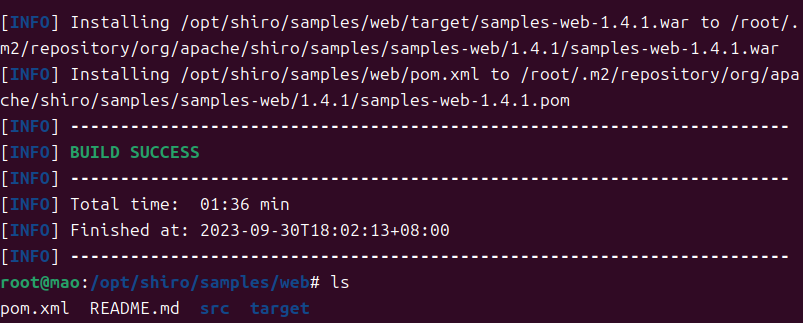 [INFO] Installing /opt/shiro/samples/web/target/samples-web-1.4.1.war to /root/.
m2/repository/org/apache/shiro/samples/samples-web/1.4.1/samples-web-1.4.1.war
[INFO] Installing /opt/shiro/samples/web/pom.xml to /root/.m2/repository/org/apa
che/shiro/samples/samples-web/1.4.1/samples-web-1.4.1.pom
[INFO] ------------------------------------------------------------------------
[INFO] BUILD SUCCESS
[INFO] ------------------------------------------------------------------------
[INFO] Total time:  01:36 min
[INFO] Finished at: 2023-09-30T18:02:13+08:00
[INFO] ------------------------------------------------------------------------
root@mao:/opt/shiro/samples/web# ls
pom.xml  README.md  src  target